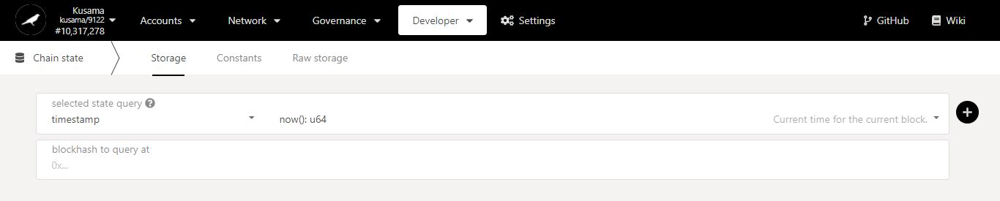 Kusama
kusama/9122
#10,317,278
Accounts
Network
Governance
Developer
Settings
GitHub
Wiki
Chain state
Storage
Constants
Raw storage
selected state query
timestamp
now(): u64
Current time for the current block.
blockhash to query at
0x...